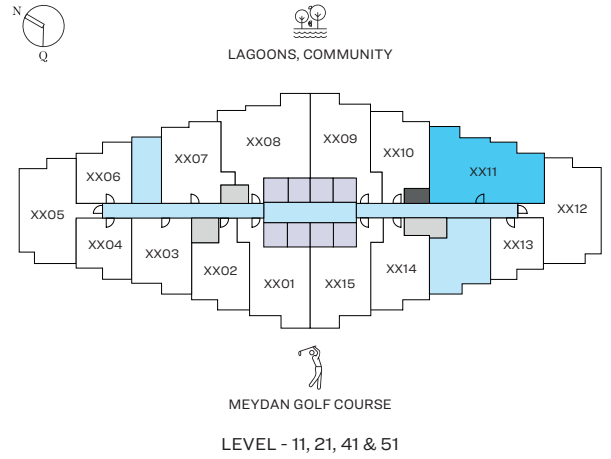 N
Q
LAGOONS, COMMUNITY
XX08
XX09
XX07
XX10
XX06
XX11
XX05
XX12
XX04
XX03
XX13
XX02
XX14
XX01
XX15
MEYDAN GOLF COURSE
LEVEL - 11, 21, 41 & 51